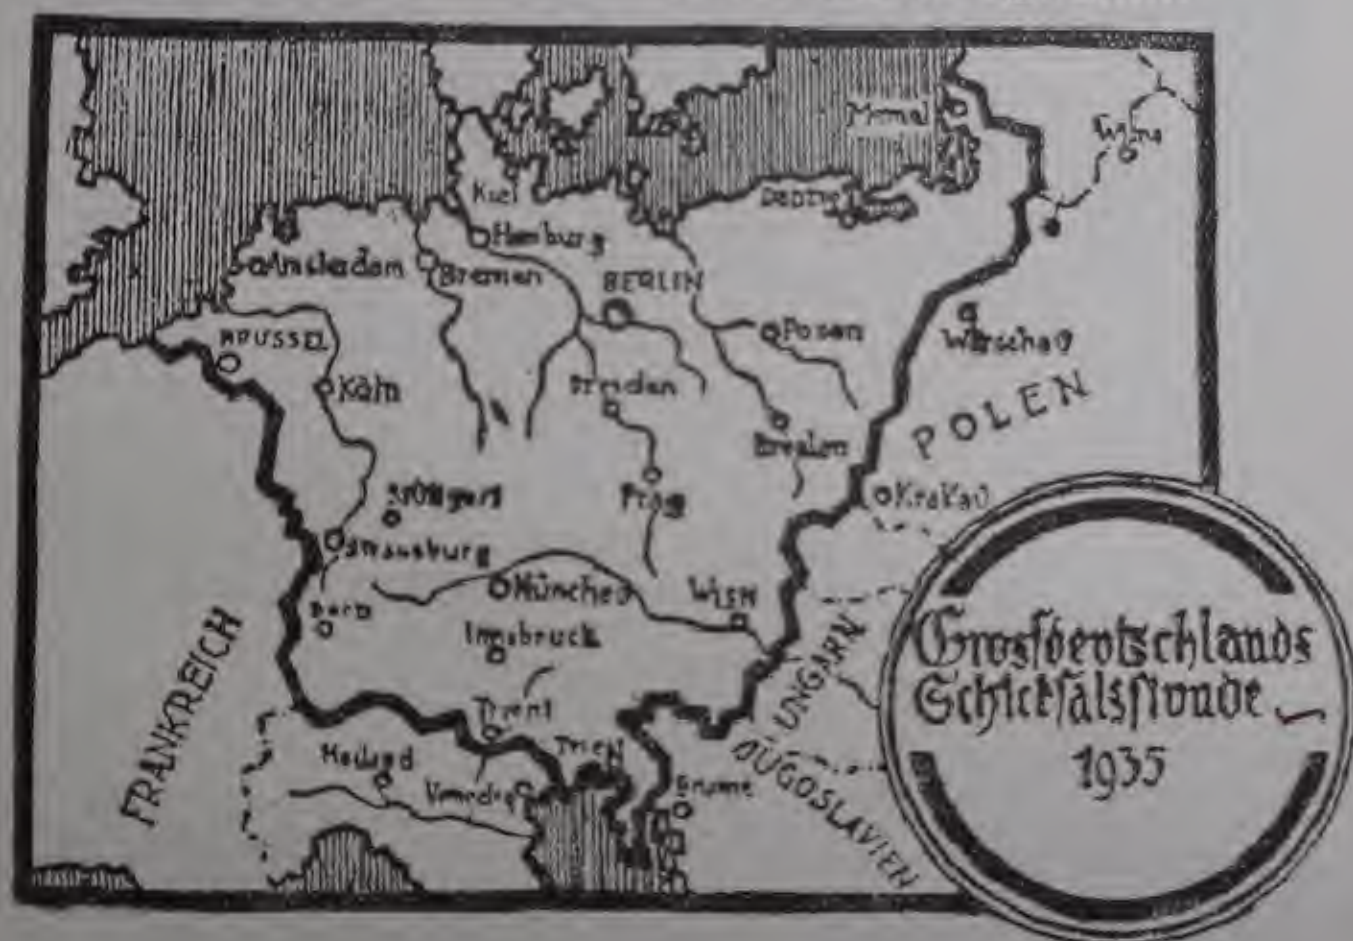 Memel
Kiel
Hamburg
Amsterdam
Bremen
BERLIN
Posen
BRUSSEL
Warschau
Köln
Dresden
POLEN
Breslau
Stuttgart
Prag
Krakau
Strassburg
München
WIEN
Bern
Innsbruck
FRANKREICH
UNGARN
Trient
TRIEST
Mailand
Venedig
JUGOSLAVIEN
Grossdeutschlands
Schicksalsstunde
1935